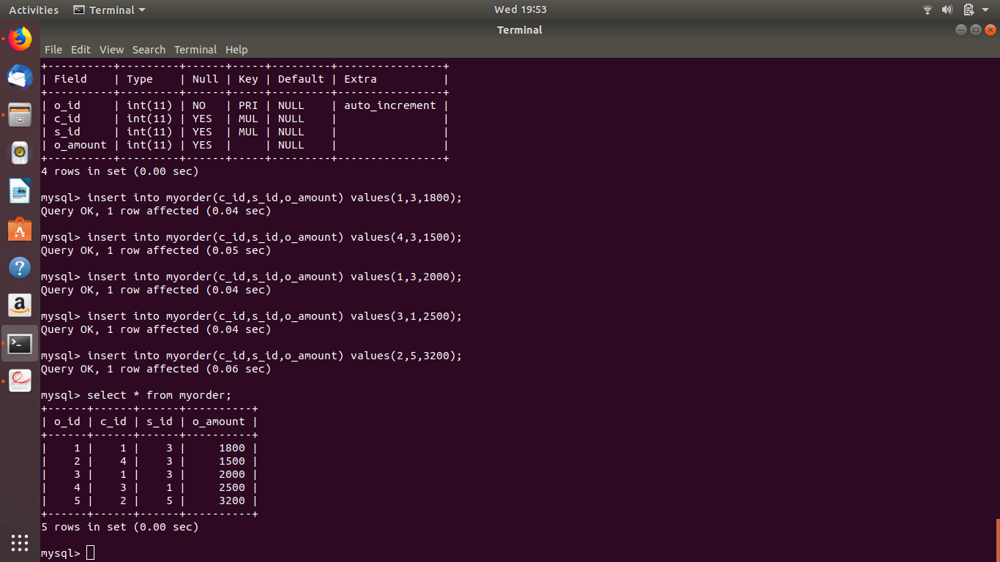 Activities Terminal Wed 19:53
Terminal
File Edit View Search Terminal Help
+----------+---------+------+-----+---------+----------------+
| Field    | Type    | Null | Key | Default | Extra          |
+----------+---------+------+-----+---------+----------------+
| o_id     | int(11) | NO   | PRI | NULL    | auto_increment |
| c_id     | int(11) | YES  | MUL | NULL    |                |
| s_id     | int(11) | YES  | MUL | NULL    |                |
| o_amount | int(11) | YES  |     | NULL    |                |
+----------+---------+------+-----+---------+----------------+
4 rows in set (0.00 sec)
mysql> insert into myorder(c_id,s_id,o_amount) values(1,3,1800);
Query OK, 1 row affected (0.04 sec)
mysql> insert into myorder(c_id,s_id,o_amount) values(4,3,1500);
Query OK, 1 row affected (0.05 sec)
mysql> insert into myorder(c_id,s_id,o_amount) values(1,3,2000);
Query OK, 1 row affected (0.04 sec)
mysql> insert into myorder(c_id,s_id,o_amount) values(3,1,2500);
Query OK, 1 row affected (0.04 sec)
mysql> insert into myorder(c_id,s_id,o_amount) values(2,5,3200);
Query OK, 1 row affected (0.06 sec)
mysql> select * from myorder;
+------+------+------+----------+
| o_id | c_id | s_id | o_amount |
+------+------+------+----------+
|    1 |    1 |    3 |     1800 |
|    2 |    4 |    3 |     1500 |
|    3 |    1 |    3 |     2000 |
|    4 |    3 |    1 |     2500 |
|    5 |    2 |    5 |     3200 |
+------+------+------+----------+
5 rows in set (0.00 sec)
mysql>